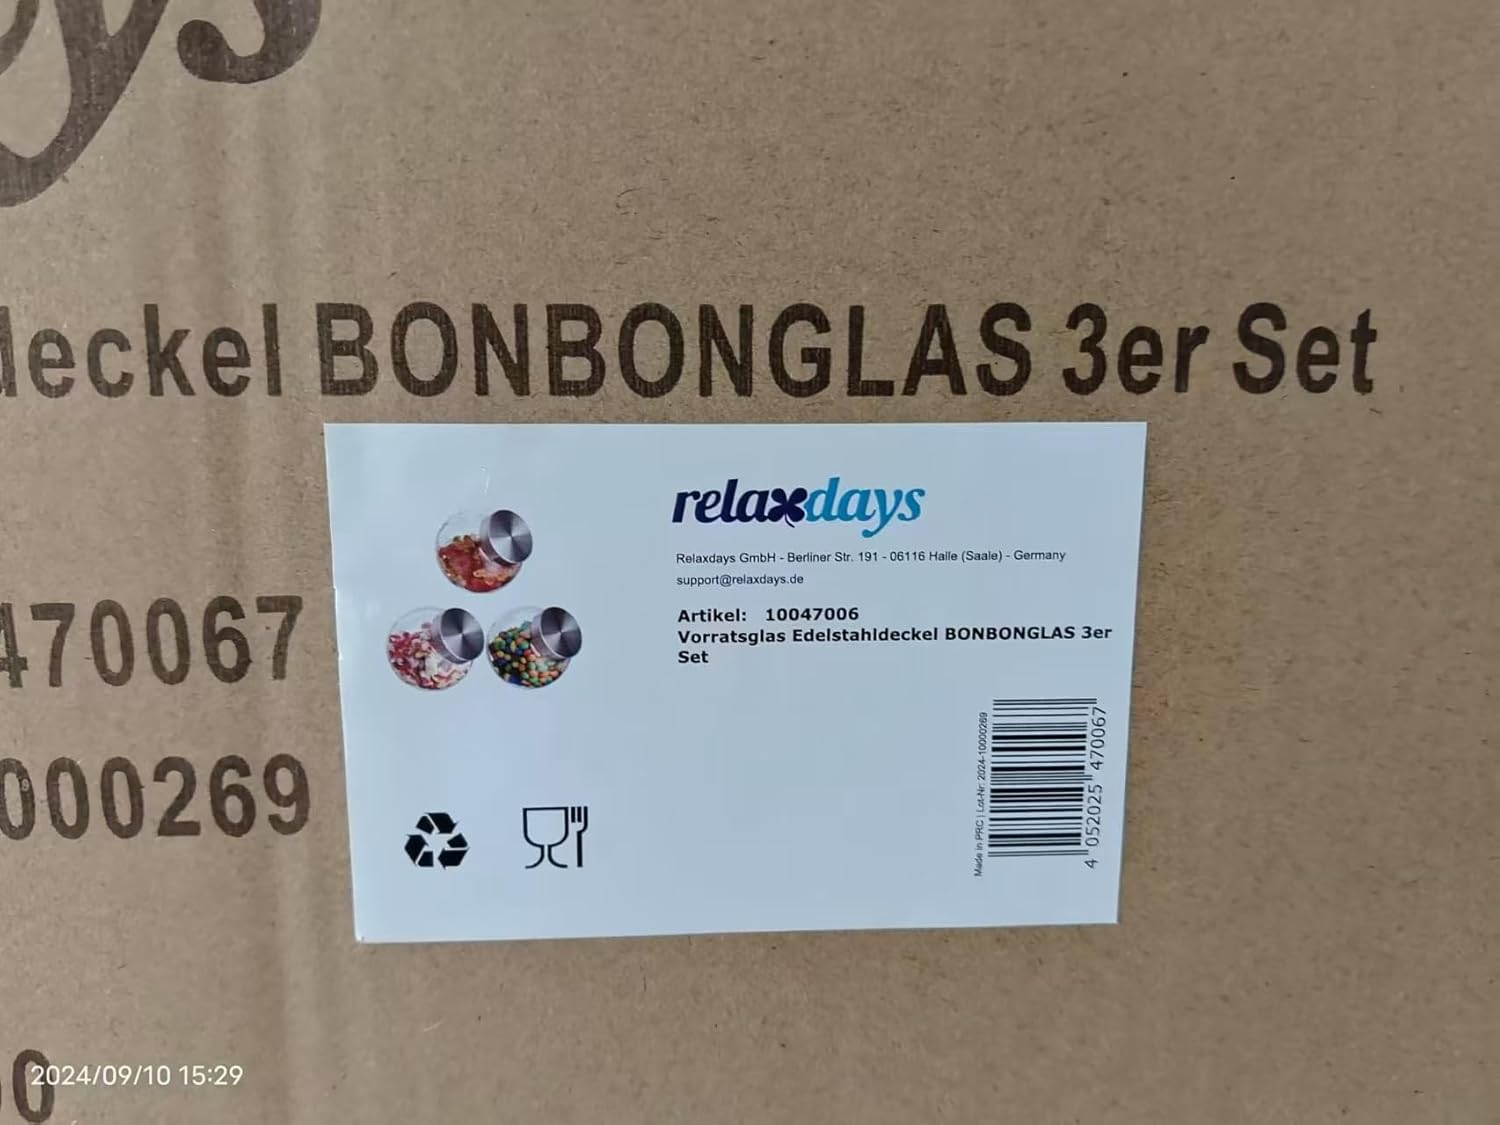 ys
deckel BONBONGLAS 3er Set
relaxdays
Relaxdays GmbH - Berliner Str. 191 - 06116 Halle (Saale) - Germany
support@relaxdays.de
Artikel: 10047006
Vorratsglas Edelstahldeckel BONBONGLAS 3er
Set
470067
000269
Made in PRC | Lot-Nr. 2024-10000269
4 052025 470067
0
2024/09/10 15:29